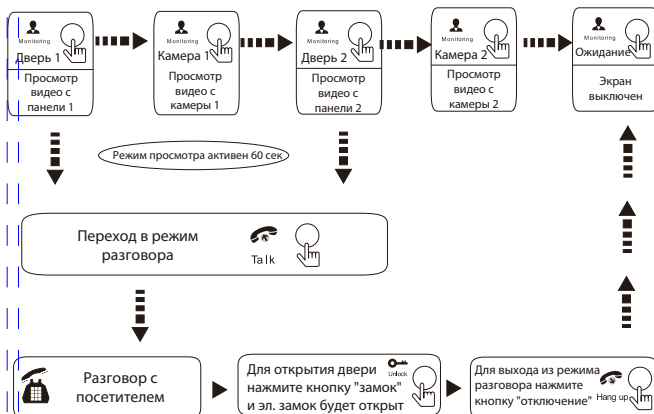 Monitoring
Дверь 1
Просмотр
видео с
панели 1
Monitoring
Камера 1
Просмотр
видео с
камеры 1
Monitoring
Дверь 2
Просмотр
видео с
панели 2
Monitoring
Камера 2
Просмотр
видео с
камеры 2
Monitoring
Ожидание
Экран
выключен
Режим просмотра активен 60 сек
Переход в режим
разговора
Talk
Разговор с
посетителем
Для открытия двери
нажмите кнопку "замок"
и эл. замок будет открыт
Unlock
Для выхода из режима
разговора нажмите
кнопку "отключение"
Hang up